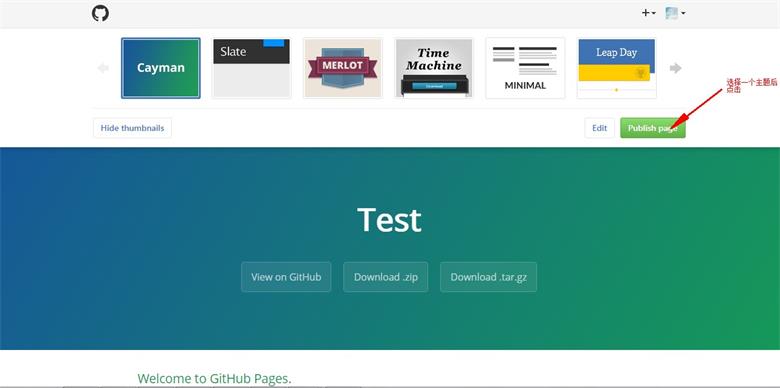 Cayman
Slate
MERLOT
Time
Machine
Download
MINIMAL
Leap Day
选择一个主题后
点击
Hide thumbnails
Edit
Publish page
Test
View on GitHub
Download .zip
Download .tar.gz
Welcome to GitHub Pages.